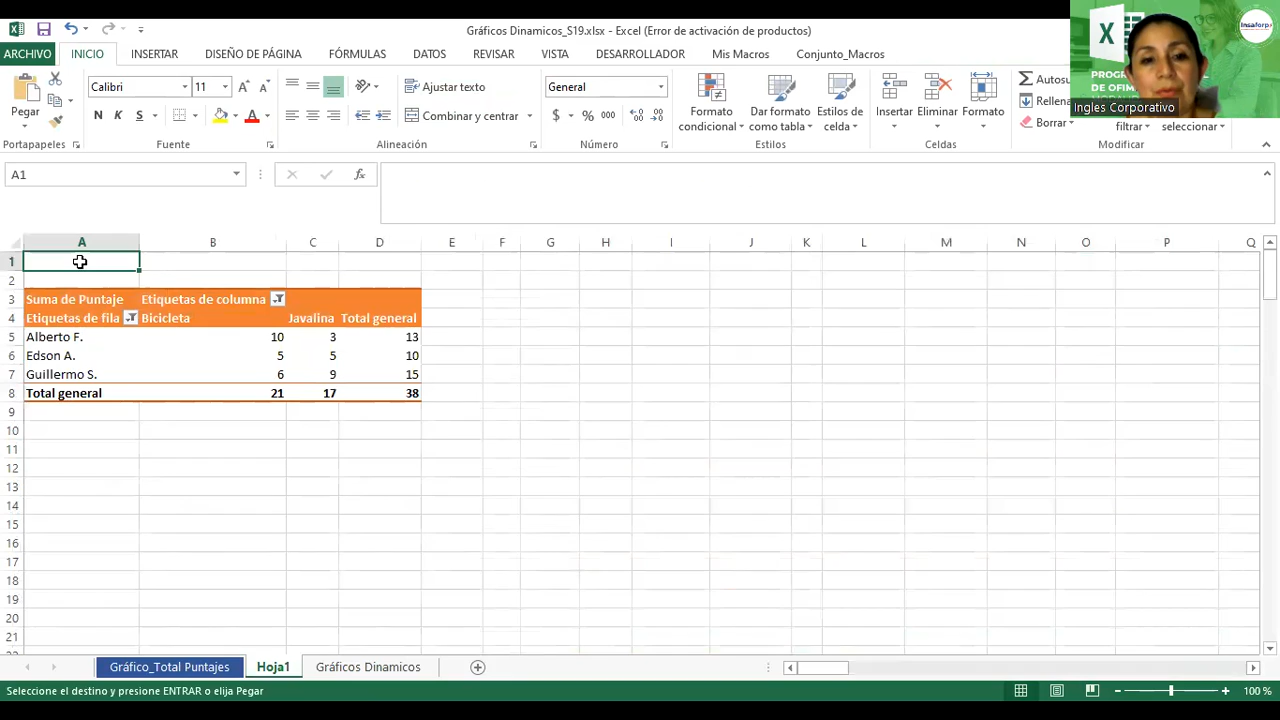 Gráficos Dinamicos_S19.xlsx - Excel (Error de activación de productos)
ARCHIVO INICIO INSERTAR DISEÑO DE PÁGINA FÓRMULAS DATOS REVISAR VISTA DESARROLLADOR Mis Macros Conjunto_Macros
Insaforp
PROGR
DE OFIM
Ingles Corporativo
Pegar
Calibri 11
N K S
Ajustar texto
Combinar y centrar
General
$ % 000
Formato condicional
Dar formato como tabla
Estilos de celda
Insertar
Eliminar
Formato
Autosu
Rellena
Borrar
filtrar
seleccionar
Portapapeles Fuente Alineación Número Estilos Celdas Modificar
A1
fx
A B C D E F G H I J K L M N O P Q
1
2
3 Suma de Puntaje Etiquetas de columna
4 Etiquetas de fila Bicicleta Javalina Total general
5 Alberto F. 10 3 13
6 Edson A. 5 5 10
7 Guillermo S. 6 9 15
8 Total general 21 17 38
9
10
11
12
13
14
15
16
17
18
19
20
21
Gráfico_Total Puntajes Hoja1 Gráficos Dinamicos
Seleccione el destino y presione ENTRAR o elija Pegar
100 %